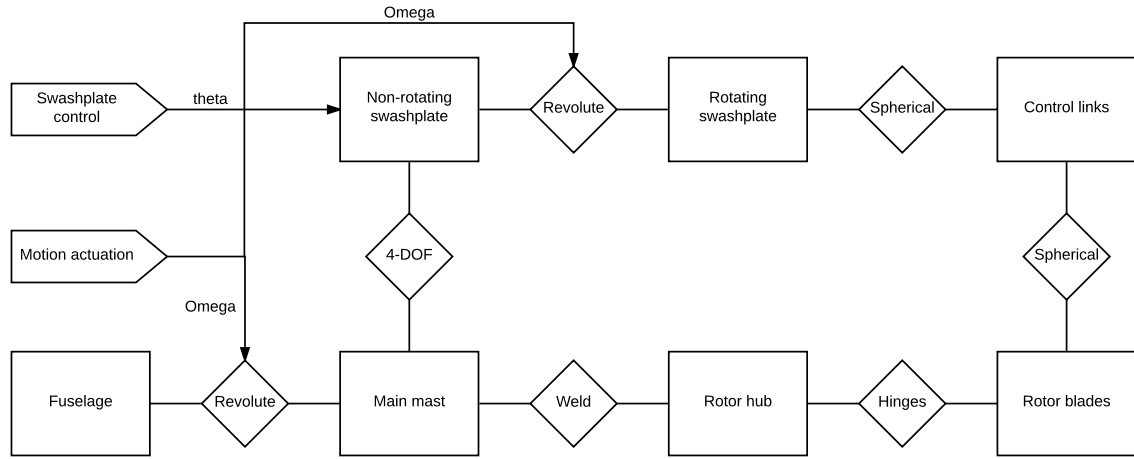 Omega
Swashplate
control
theta
Non-rotating
swashplate
Revolute
Rotating
swashplate
Spherical
Control links
Motion actuation
4-DOF
Spherical
Omega
Fuselage
Revolute
Main mast
Weld
Rotor hub
Hinges
Rotor blades